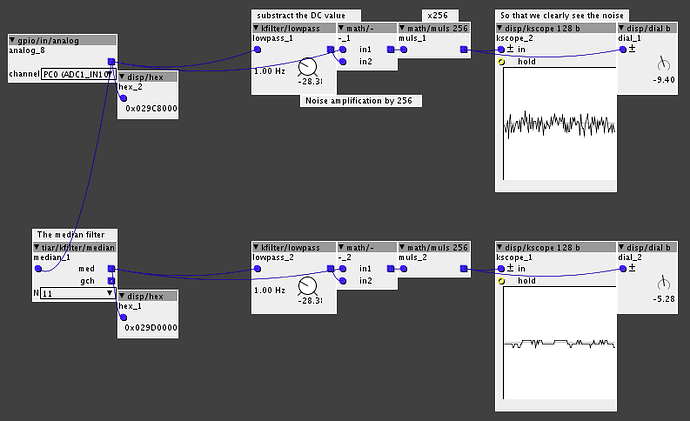 substract the DC value
x256
So that we clearly see the noise
gpio/in/analog
analog_8
channel PC0 (ADC1_IN10
disp/hex
hex_2
0x029C8000
kfilter/lowpass
lowpass_1
1.00 Hz
-28.38
math/-
-_1
in1
in2
math/muls 256
muls_1
disp/kscope 128 b
kscope_2
± in
hold
disp/dial b
dial_1
±
-9.40
Noise amplification by 256
The median filter
tiar/kfilter/median
median_1
med
gch
N 11
disp/hex
hex_1
0x029D0000
kfilter/lowpass
lowpass_2
1.00 Hz
-28.38
math/-
-_2
in1
in2
math/muls 256
muls_2
disp/kscope 128 b
kscope_1
± in
hold
disp/dial b
dial_2
±
-5.28